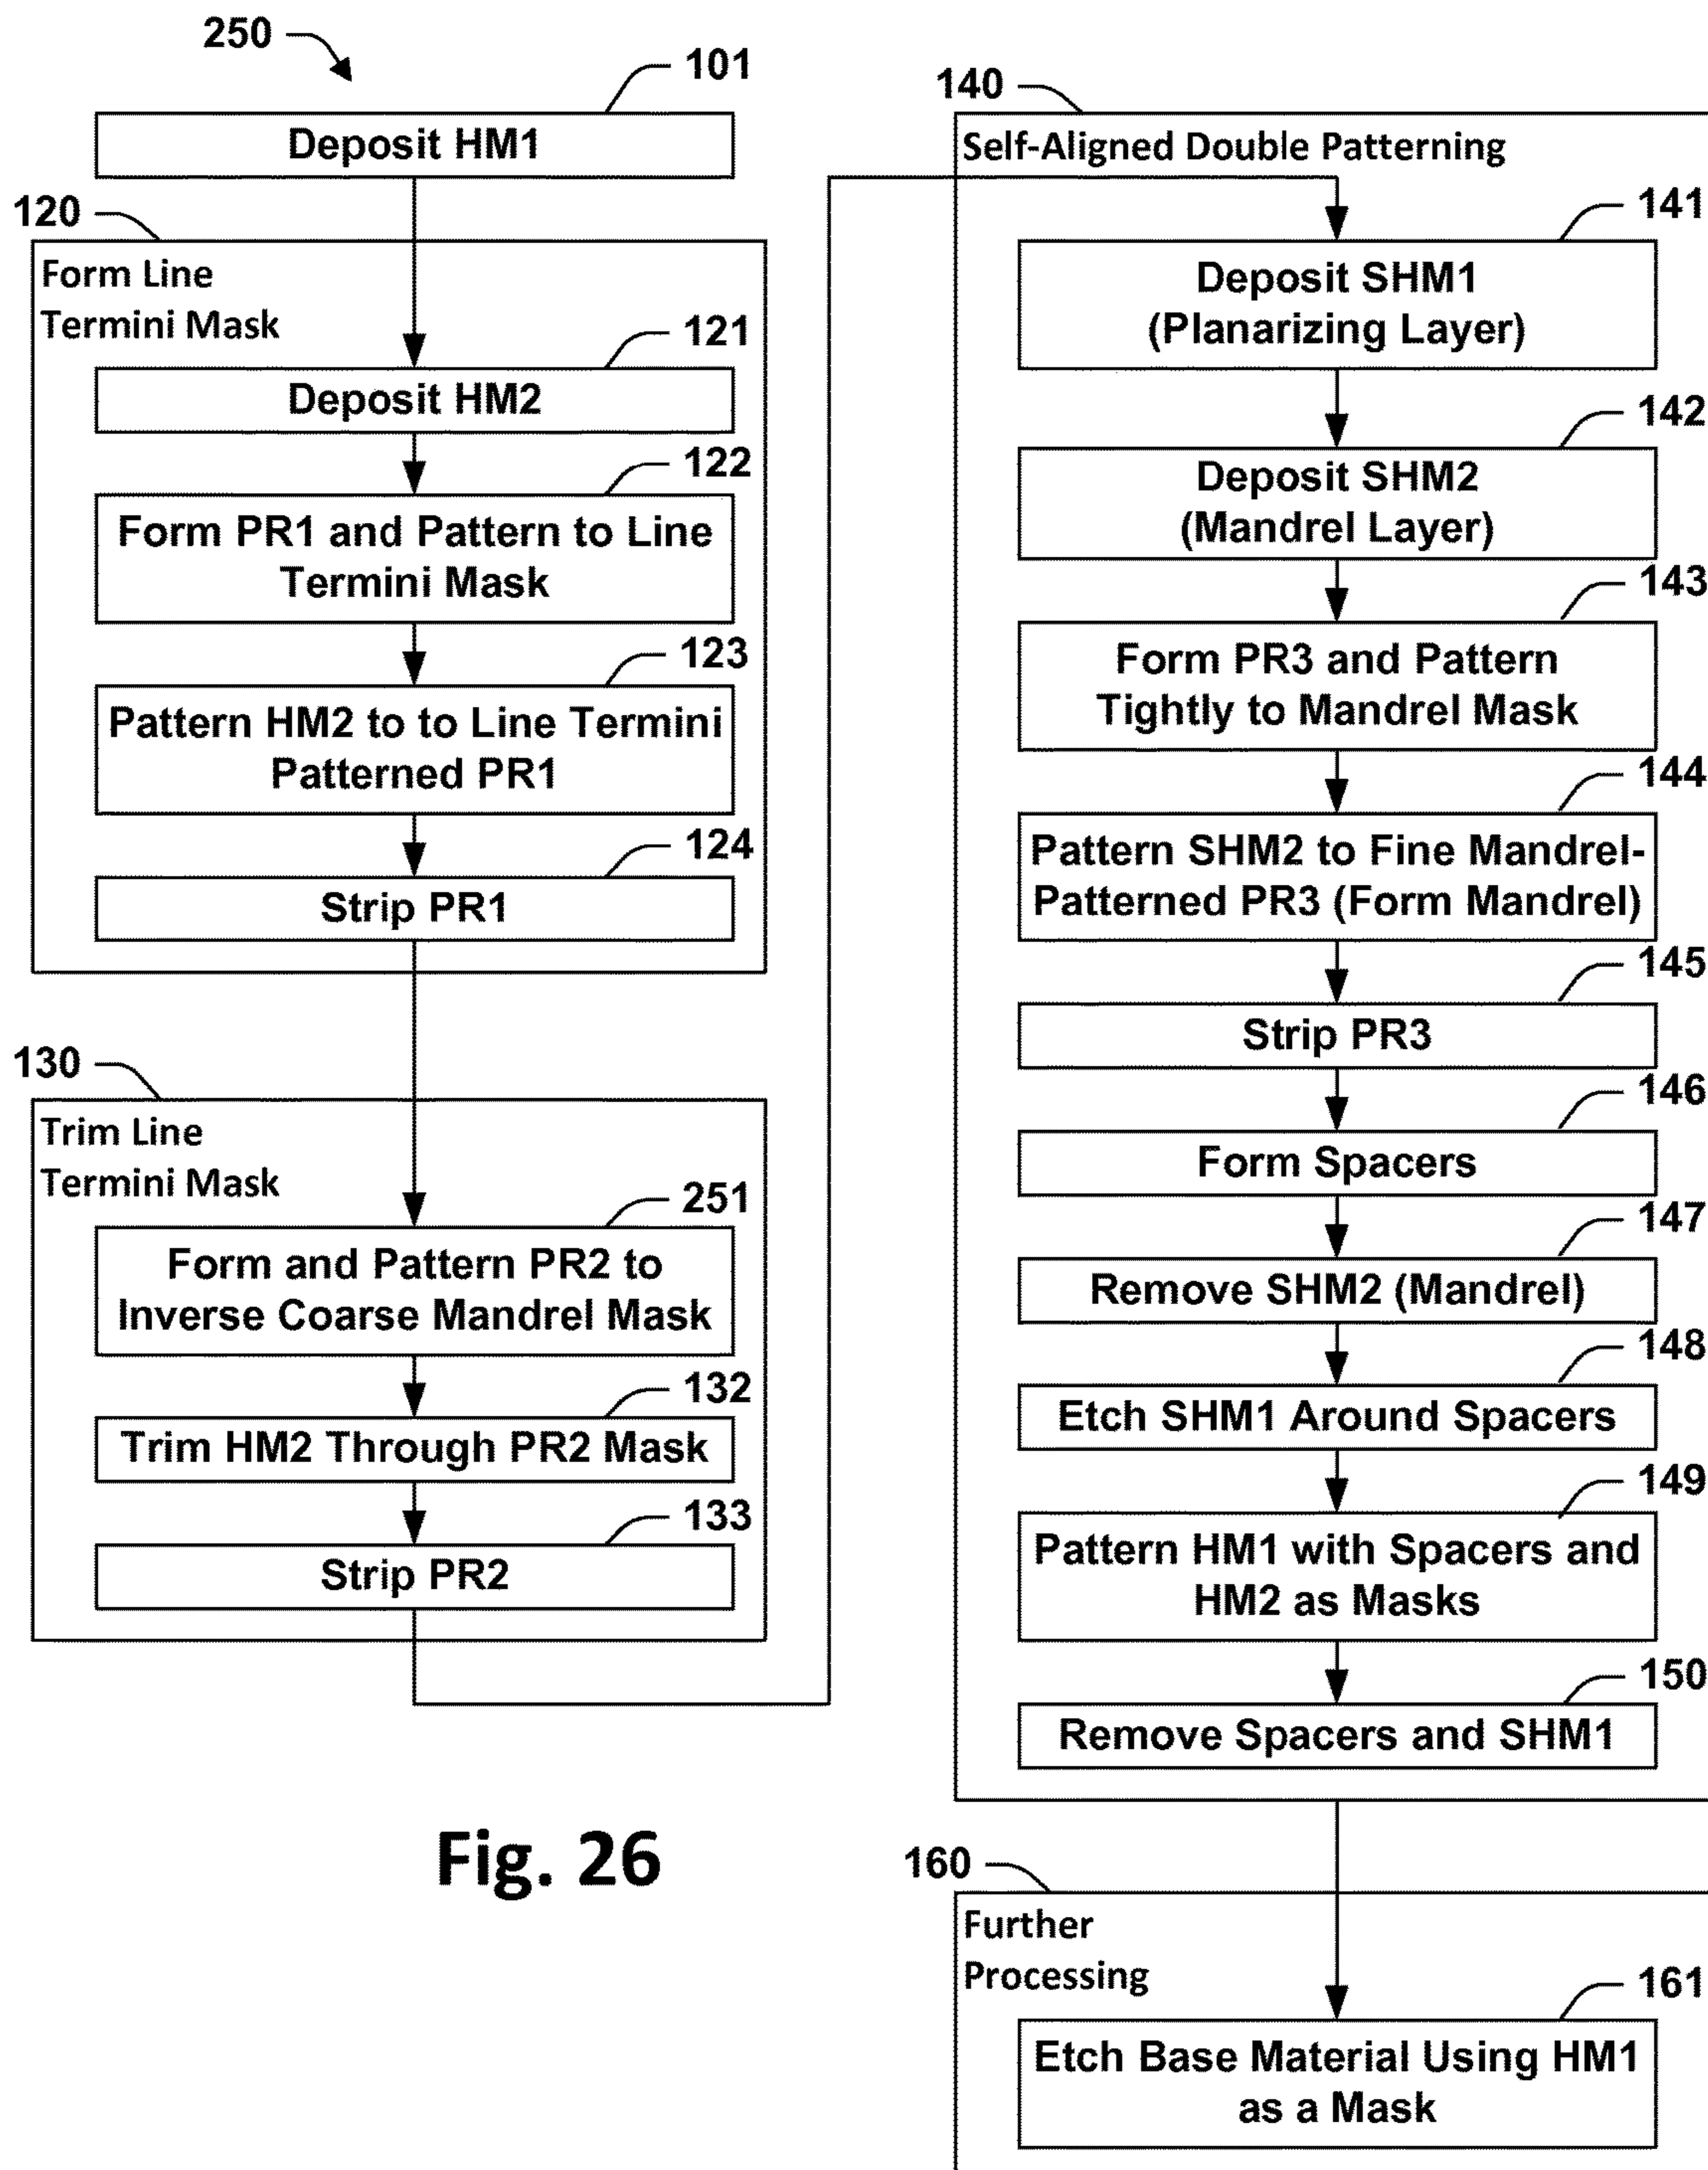 250
101
Deposit HM1
120
Form Line
Termini Mask
121
Deposit HM2
122
Form PR1 and Pattern to Line
Termini Mask
123
Pattern HM2 to to Line Termini
Patterned PR1
124
Strip PR1
130
Trim Line
Termini Mask
251
Form and Pattern PR2 to
Inverse Coarse Mandrel Mask
132
Trim HM2 Through PR2 Mask
133
Strip PR2
140
Self-Aligned Double Patterning
141
Deposit SHM1
(Planarizing Layer)
142
Deposit SHM2
(Mandrel Layer)
143
Form PR3 and Pattern
Tightly to Mandrel Mask
144
Pattern SHM2 to Fine Mandrel-
Patterned PR3 (Form Mandrel)
145
Strip PR3
146
Form Spacers
147
Remove SHM2 (Mandrel)
148
Etch SHM1 Around Spacers
149
Pattern HM1 with Spacers and
HM2 as Masks
150
Remove Spacers and SHM1
160
Further
Processing
161
Etch Base Material Using HM1
as a Mask
Fig. 26